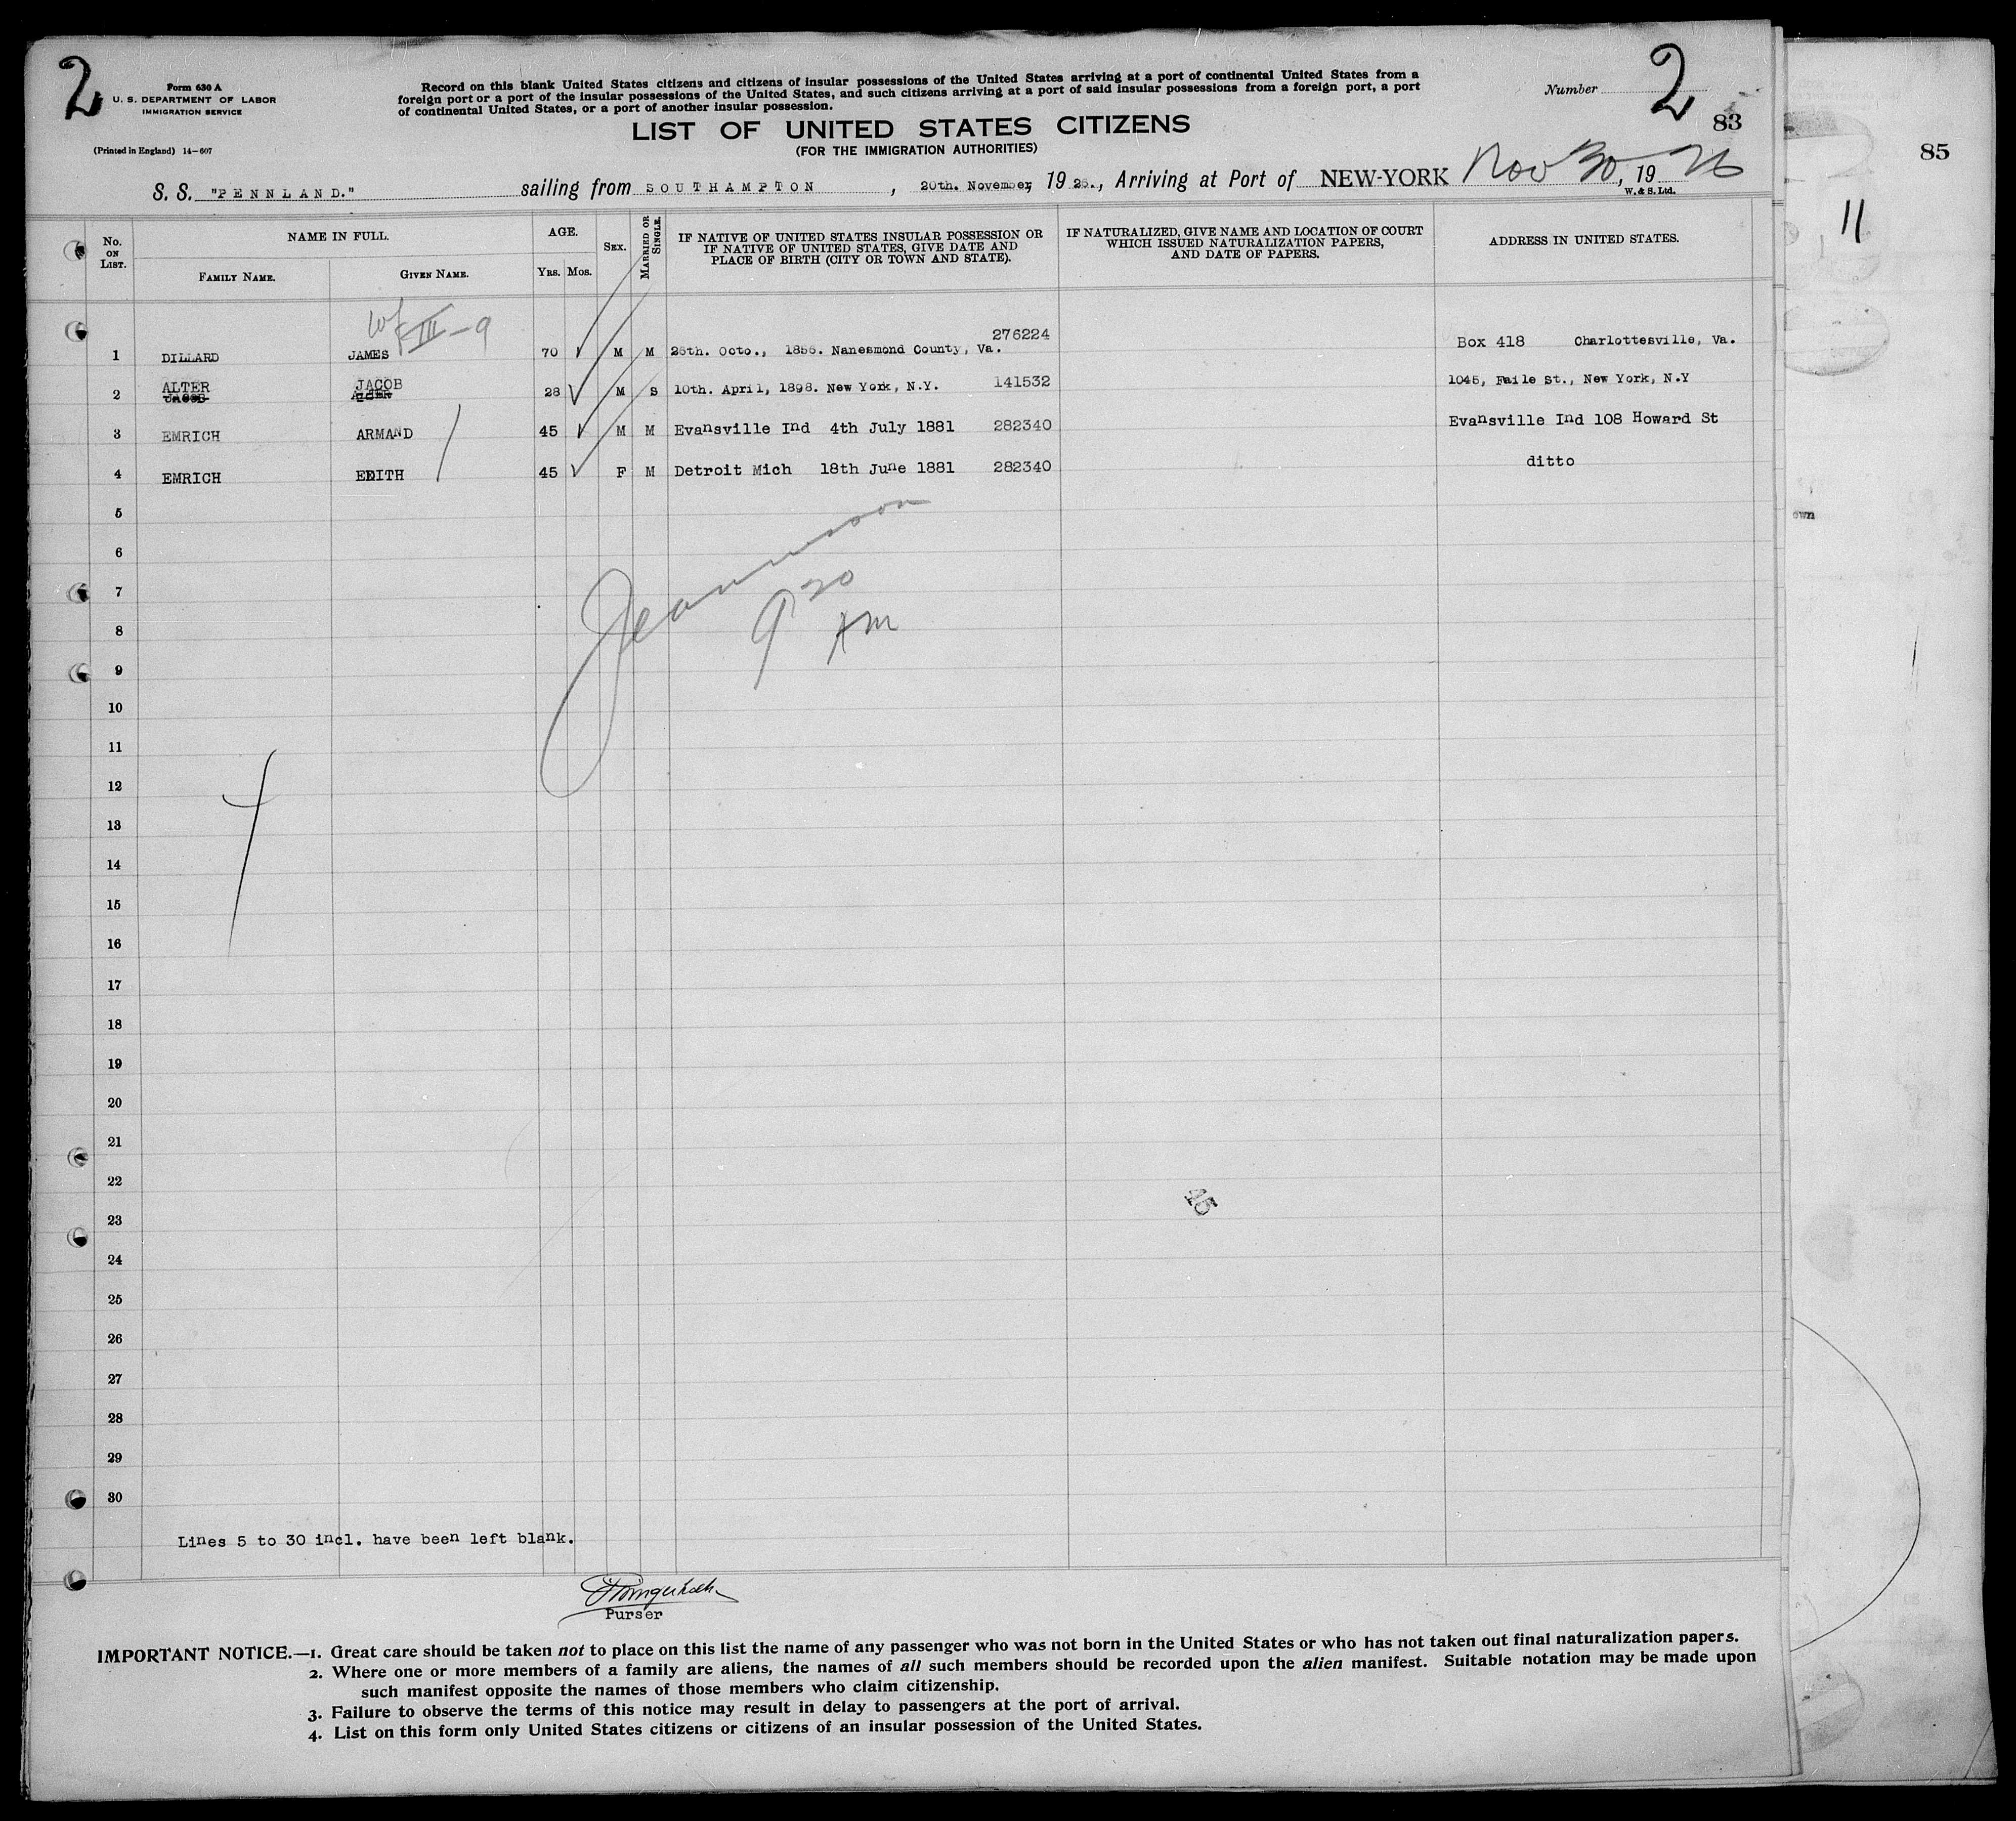 2
Form 630 A
U. S. DEPARTMENT OF LABOR
IMMIGRATION SERVICE
(Printed in England) 14-607
Record on this blank United States citizens and citizens of insular possessions of the United States arriving at a port of continental United States from a
foreign port or a port of the insular possessions of the United States, and such citizens arriving at a port of said insular possessions from a foreign port, a port
of continental United States, or a port of another insular possession.
Number 2
83
85
11
LIST OF UNITED STATES CITIZENS
(FOR THE IMMIGRATION AUTHORITIES)
S. S. "PENNLAND." sailing from SOUTHAMPTON, 20th. November, 1926., Arriving at Port of NEW-YORK Nov 30, 1926
W. & S. Ltd.
No. ON LIST. NAME IN FULL. FAMILY NAME. GIVEN NAME. AGE. YRS. MOS. SEX. MARRIED OR SINGLE. IF NATIVE OF UNITED STATES INSULAR POSSESSION OR IF NATIVE OF UNITED STATES, GIVE DATE AND PLACE OF BIRTH (CITY OR TOWN AND STATE). IF NATURALIZED, GIVE NAME AND LOCATION OF COURT WHICH ISSUED NATURALIZATION PAPERS, AND DATE OF PAPERS. ADDRESS IN UNITED STATES.
III-9
276224
1 DILLARD JAMES 70 M M Octo., 1856. Nanesmond County, Va. Box 418 Charlottesville, Va.
2 ALTER JACOB 28 M S 10th. April, 1898. New York, N.Y. 141532 1045, Faile St., New York, N.Y
JACOB ALTER
3 EMRICH ARMAND 45 M M Evansville Ind 4th July 1881 282340 Evansville Ind 108 Howard St
4 EMRICH EDITH 45 F M Detroit Mich 18th June 1881 282340 ditto
5
own
6
7
8
9
9 30 AM
10
11
12
13
14
15
16
17
18
19
20
21
22
23
45
24
25
26
27
28
29
30
Lines 5 to 30 incl. have been left blank.
Purser
IMPORTANT NOTICE.—1. Great care should be taken not to place on this list the name of any passenger who was not born in the United States or who has not taken out final naturalization papers.
2. Where one or more members of a family are aliens, the names of all such members should be recorded upon the alien manifest. Suitable notation may be made upon
such manifest opposite the names of those members who claim citizenship.
3. Failure to observe the terms of this notice may result in delay to passengers at the port of arrival.
4. List on this form only United States citizens or citizens of an insular possession of the United States.